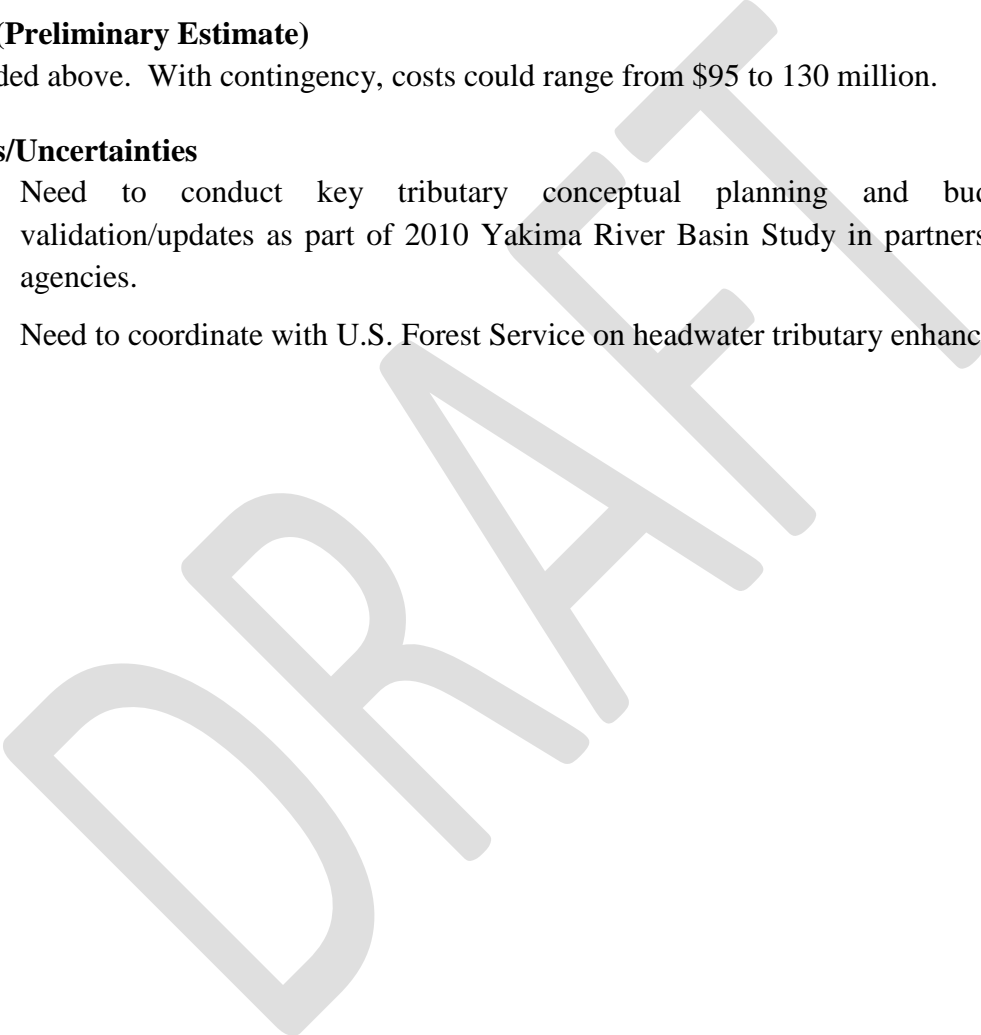 (Preliminary Estimate)
ded above. With contingency, costs could range from $95 to 130 million.
s/Uncertainties
Need to conduct key tributary conceptual planning and buc
validation/updates as part of 2010 Yakima River Basin Study in partners
agencies.
Need to coordinate with U.S. Forest Service on headwater tributary enhanc
DRAFT